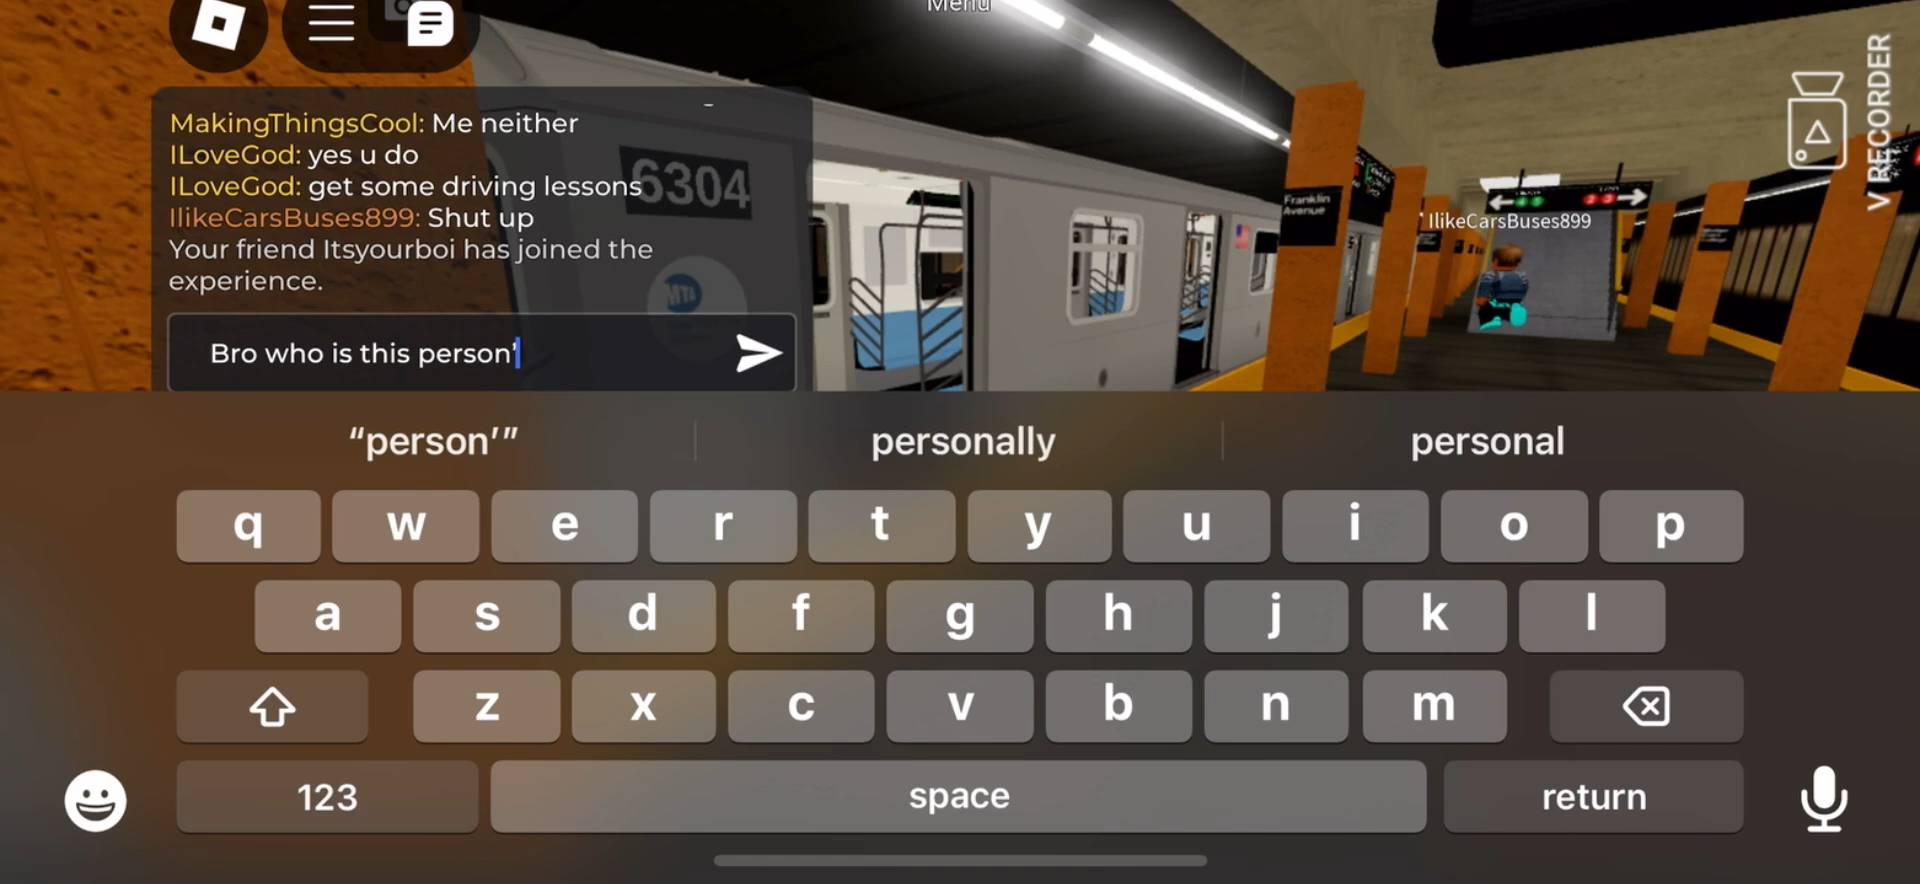 Menu
MakingThingsCool: Me neither
ILoveGod: yes u do
ILoveGod: get some driving lessons
IlikeCarsBuses899: Shut up
Your friend Itsyourboi has joined the
experience.
Bro who is this person'
6304
MTA
Franklin
Avenue
IlikeCarsBuses899
V RECORDER
“person’” personally personal
q w e r t y u i o p
a s d f g h j k l
z x c v b n m
123 space return